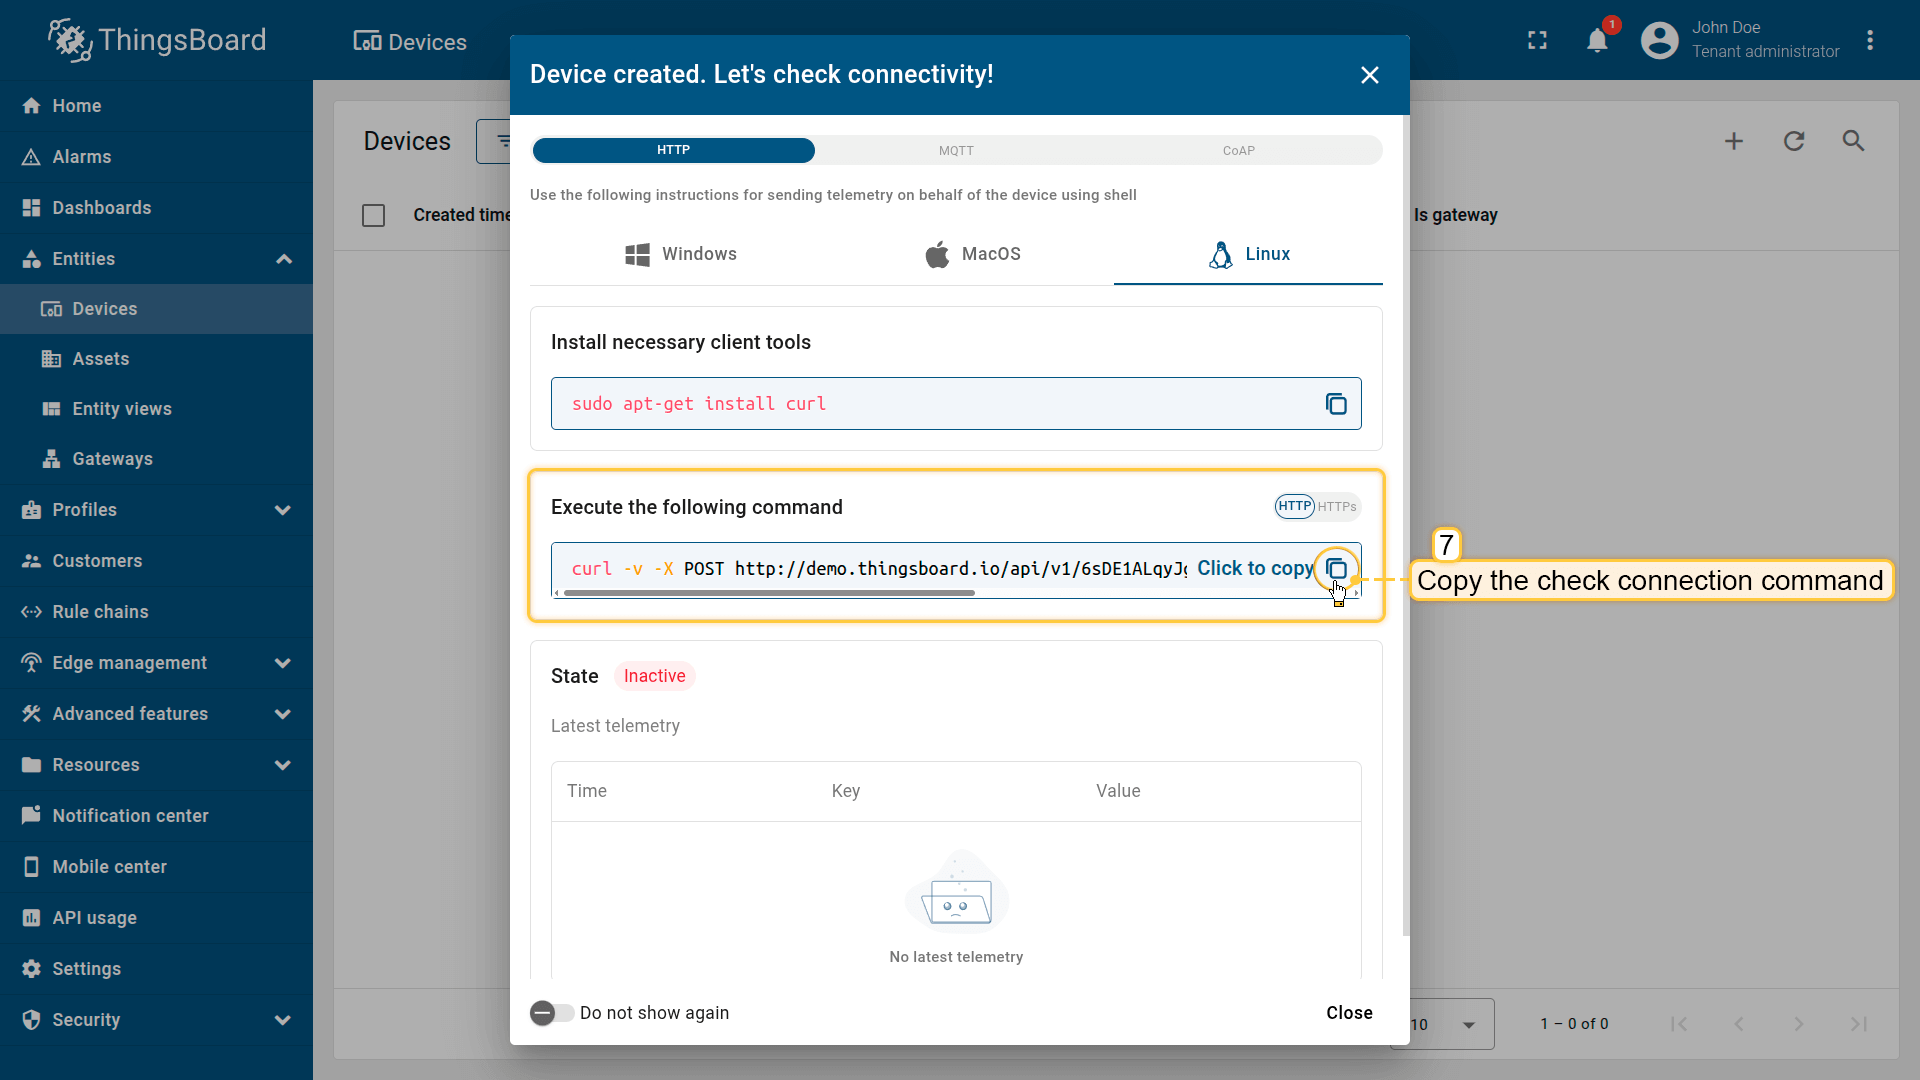 ThingsBoard
Devices
1
John Doe
Tenant administrator
Home
Alarms
Dashboards
Entities
Devices
Assets
Entity views
Gateways
Profiles
Customers
Rule chains
Edge management
Advanced features
Resources
Notification center
Mobile center
API usage
Settings
Security
Devices
Created time
Is gateway
Device created. Let's check connectivity!
HTTP
MQTT
CoAP
Use the following instructions for sending telemetry on behalf of the device using shell
Windows
MacOS
Linux
Install necessary client tools
sudo apt-get install curl
Execute the following command
HTTP
HTTPs
curl -v -X POST http://demo.thingsboard.io/api/v1/6sDE1ALqyJg
Click to copy
7
Copy the check connection command
State
Inactive
Latest telemetry
Time
Key
Value
No latest telemetry
Do not show again
Close
10
1 – 0 of 0